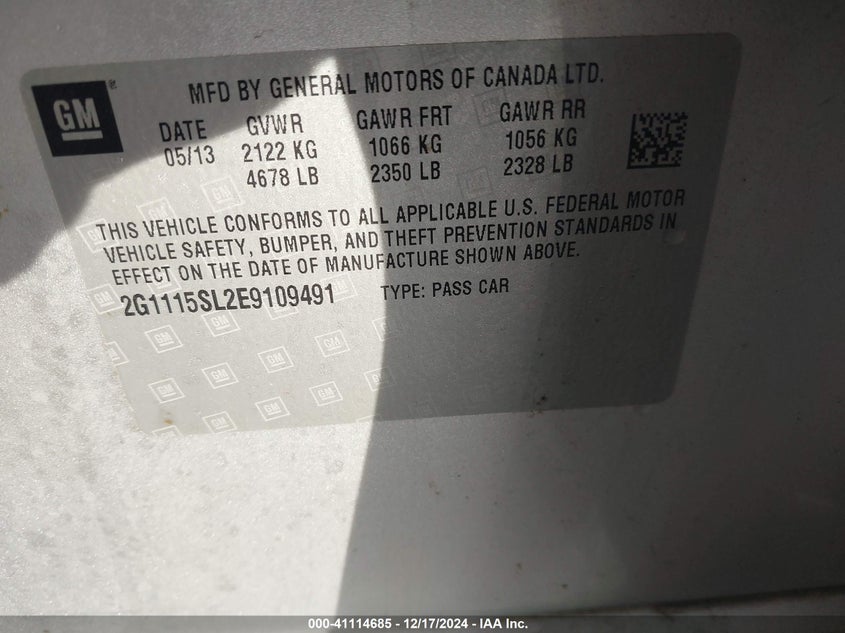 GM
MFD BY GENERAL MOTORS OF CANADA LTD.
DATE GVWR GAWR FRT GAWR RR
05/13 2122 KG 1066 KG 1056 KG
4678 LB 2350 LB 2328 LB
THIS VEHICLE CONFORMS TO ALL APPLICABLE U.S. FEDERAL MOTOR
VEHICLE SAFETY, BUMPER, AND THEFT PREVENTION STANDARDS IN
EFFECT ON THE DATE OF MANUFACTURE SHOWN ABOVE.
2G1115SL2E9109491 TYPE: PASS CAR
000-41114685 - 12/17/2024 - IAA Inc.